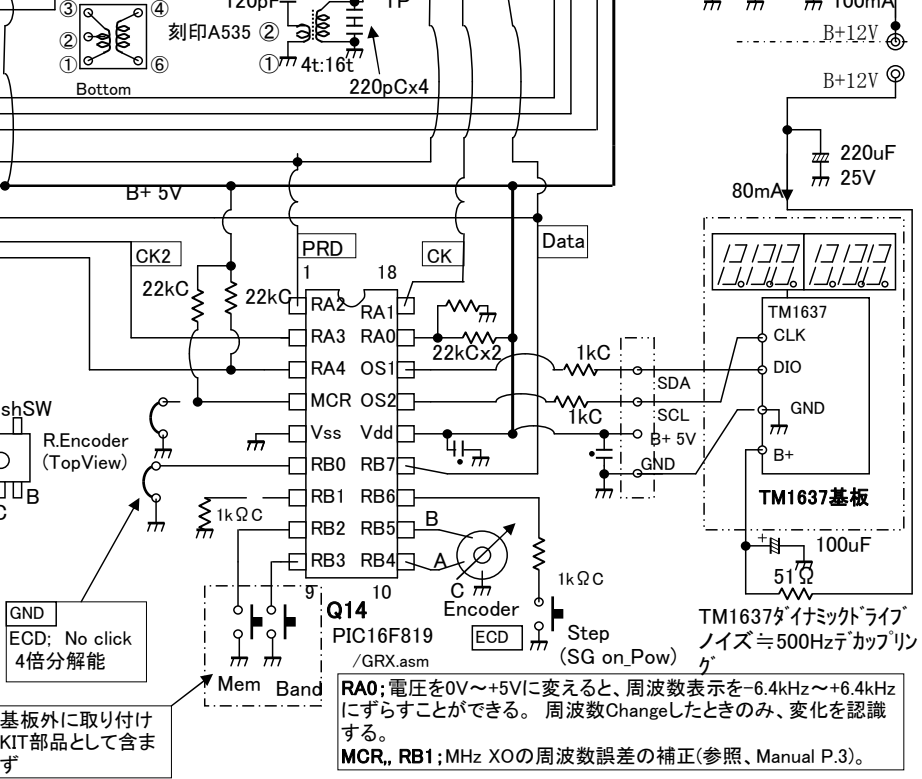 ③
④
②
①
⑥
Bottom
120pF
1P
刻印A535
②
①
4t:16t
220pCx4
100mA
B+12V
B+12V
220uF
25V
80mA
B+ 5V
CK2
PRD
CK
Data
1
18
22kC
22kC
RA2
RA1
RA3
RA0
RA4
OS1
MCR
OS2
Vss
Vdd
RB0
RB7
RB1
RB6
RB2
RB5
RB3
RB4
9
10
22kCx2
1kC
1kC
SDA
SCL
B+ 5V
GND
TM1637
CLK
DIO
GND
B+
TM1637基板
+
100uF
51Ω
TM1637ダイナミックドライブ
ノイズ≒500Hzデカップリン
グ
shSW
R.Encoder
(TopView)
B
C
1kΩC
B
A
C
Encoder
1kΩC
ECD
Step
(SG on_Pow)
GND
ECD; No click
4倍分解能
Q14
PIC16F819
/GRX.asm
Mem
Band
基板外に取り付け
KIT部品として含ま
ず
RA0;電圧を0V～+5Vに変えると、周波数表示を-6.4kHz～+6.4kHz
にずらすことができる。 周波数Changeしたときのみ、変化を認識
する。
MCR,, RB1;MHz XOの周波数誤差の補正(参照、Manual P.3)。